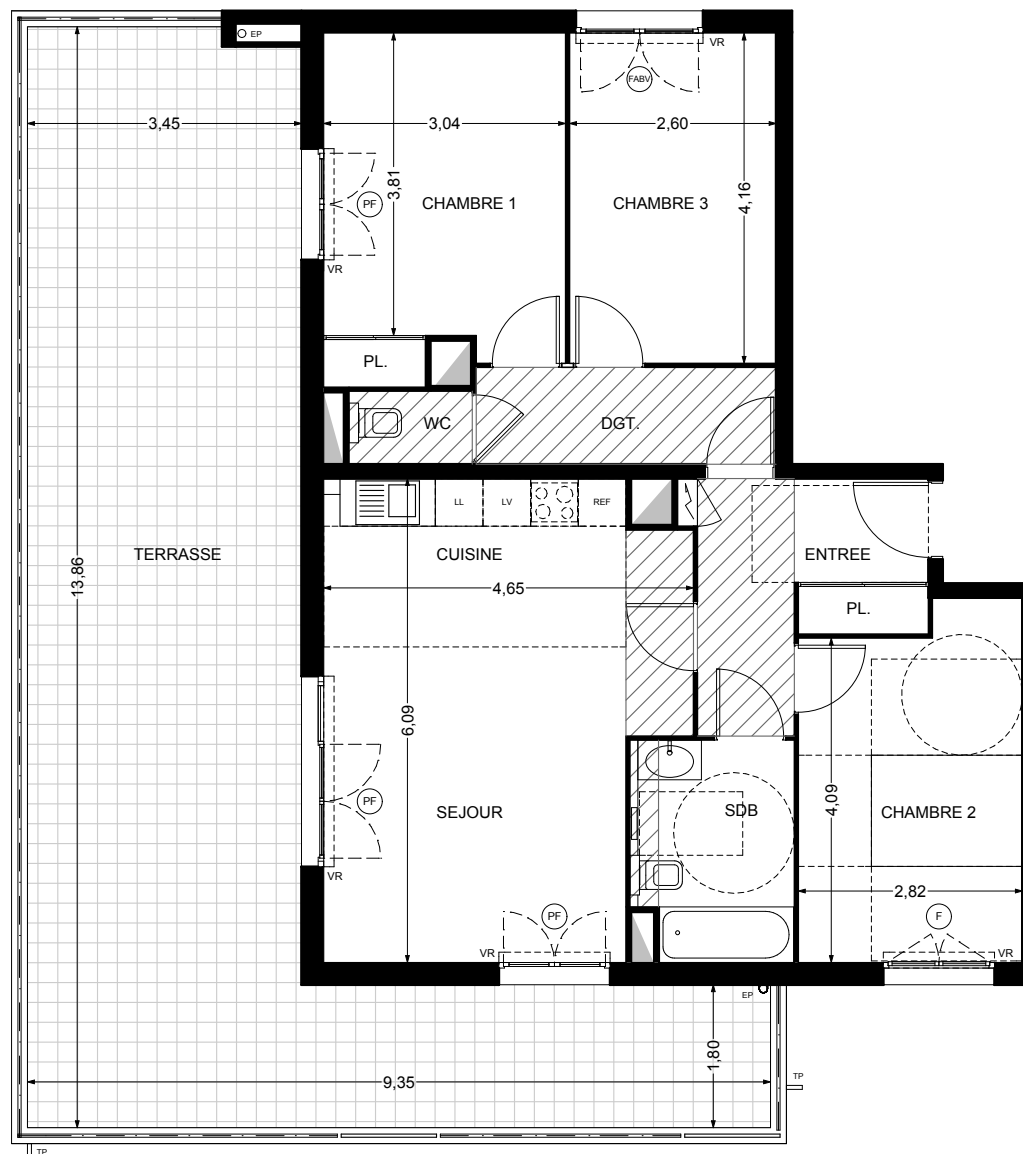 EP
VR
FABV
3,45
3,04
2,60
3,81
4,16
PF
CHAMBRE 1
CHAMBRE 3
VR
PL.
WC
DGT.
LL
LV
REF
TERRASSE
CUISINE
ENTREE
13,86
4,65
PL.
6,09
4,09
PF
SEJOUR
SDB
CHAMBRE 2
VR
2,82
PF
F
VR
VR
EP
1,80
9,35
TP
TP